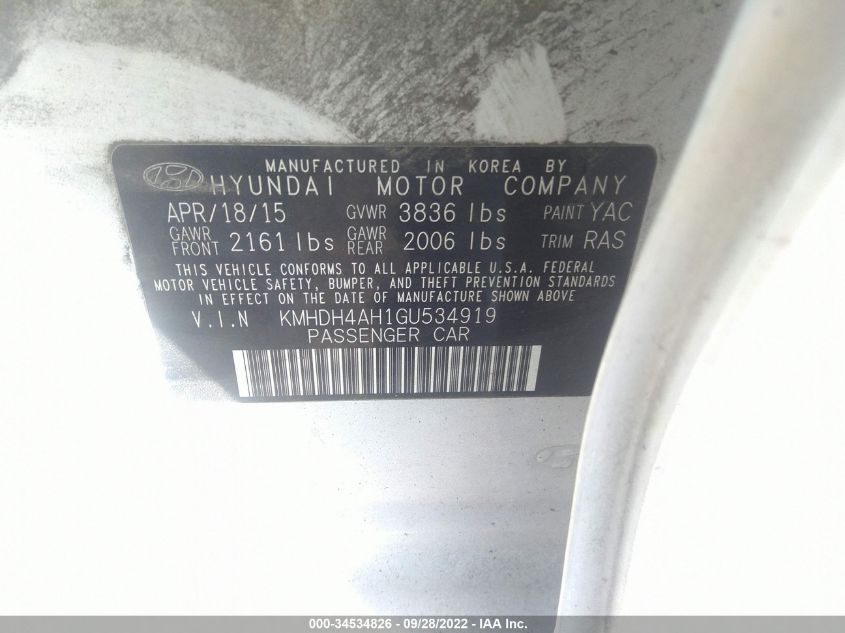 MANUFACTURED IN KOREA BY
HYUNDAI MOTOR COMPANY
APR/18/15 GVWR 3836 lbs PAINT YAC
GAWR FRONT 2161 lbs GAWR REAR 2006 lbs TRIM RAS
THIS VEHICLE CONFORMS TO ALL APPLICABLE U.S.A. FEDERAL
MOTOR VEHICLE SAFETY, BUMPER, AND THEFT PREVENTION STANDARDS
IN EFFECT ON THE DATE OF MANUFACTURE SHOWN ABOVE.
V.I.N KMHDH4AH1GU534919
PASSENGER CAR
000-34534826 - 09/28/2022 - IAA Inc.